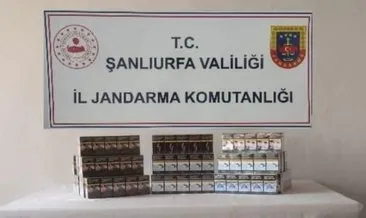 T.C.
ŞANLIURFA VALİLİĞİ
İL JANDARMA KOMUTANLIĞI